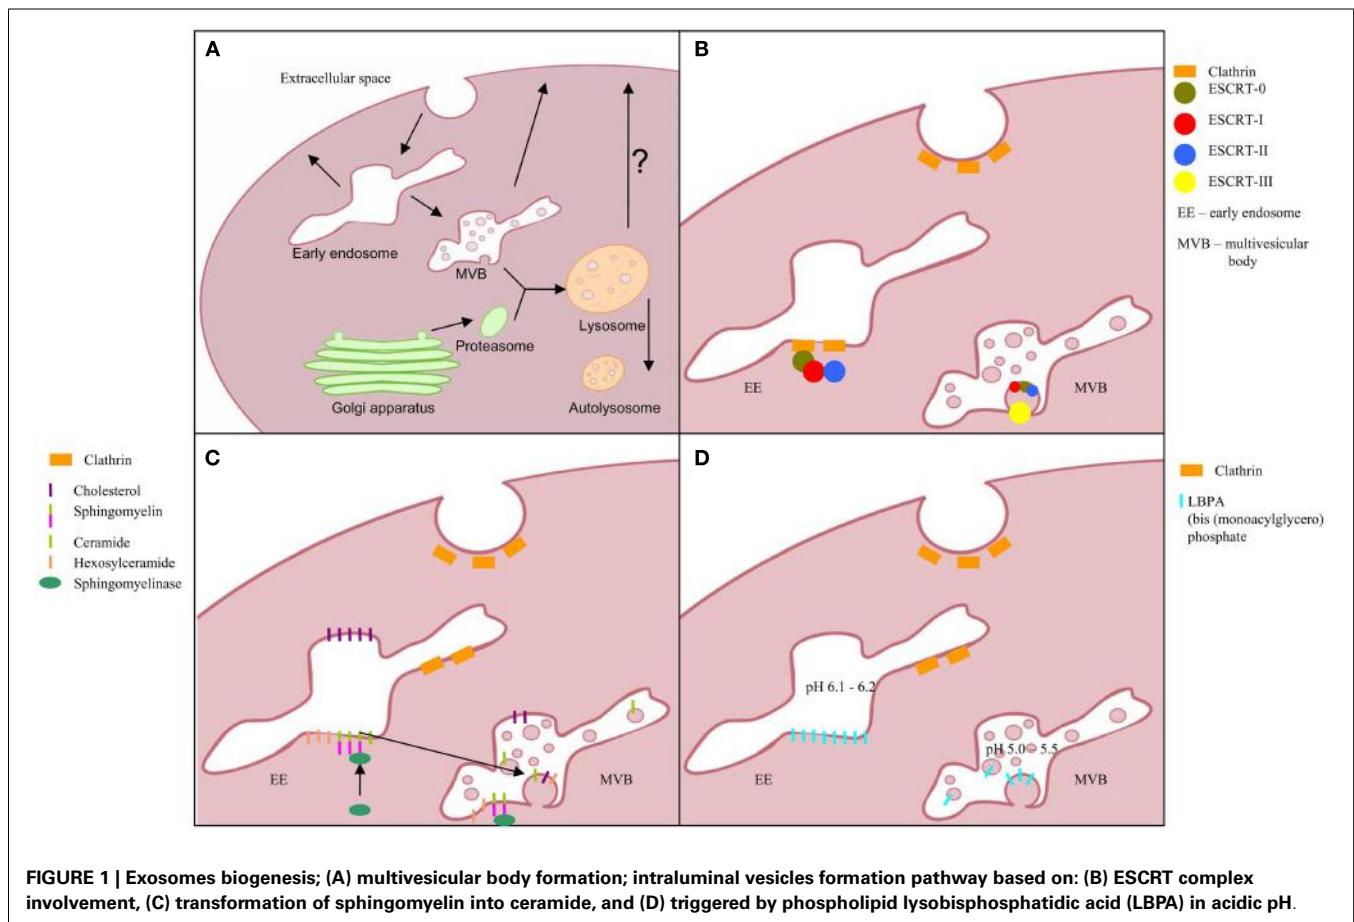 A
Extracellular space
?
Early endosome
MVB
Lysosome
Proteasome
Golgi apparatus
Autolysosome
B
EE
MVB
Clathrin
ESCRT-0
ESCRT-I
ESCRT-II
ESCRT-III
EE – early endosome
MVB – multivesicular
body
Clathrin
Cholesterol
Sphingomyelin
Ceramide
Hexosylceramide
Sphingomyelinase
C
EE
MVB
D
pH 6.1 - 6.2
pH 5.0 – 5.5
EE
MVB
Clathrin
LBPA
(bis (monoacylglycero)
phosphate
FIGURE 1 | Exosomes biogenesis; (A) multivesicular body formation; intraluminal vesicles formation pathway based on: (B) ESCRT complex
involvement, (C) transformation of sphingomyelin into ceramide, and (D) triggered by phospholipid lysobisphosphatidic acid (LBPA) in acidic pH.